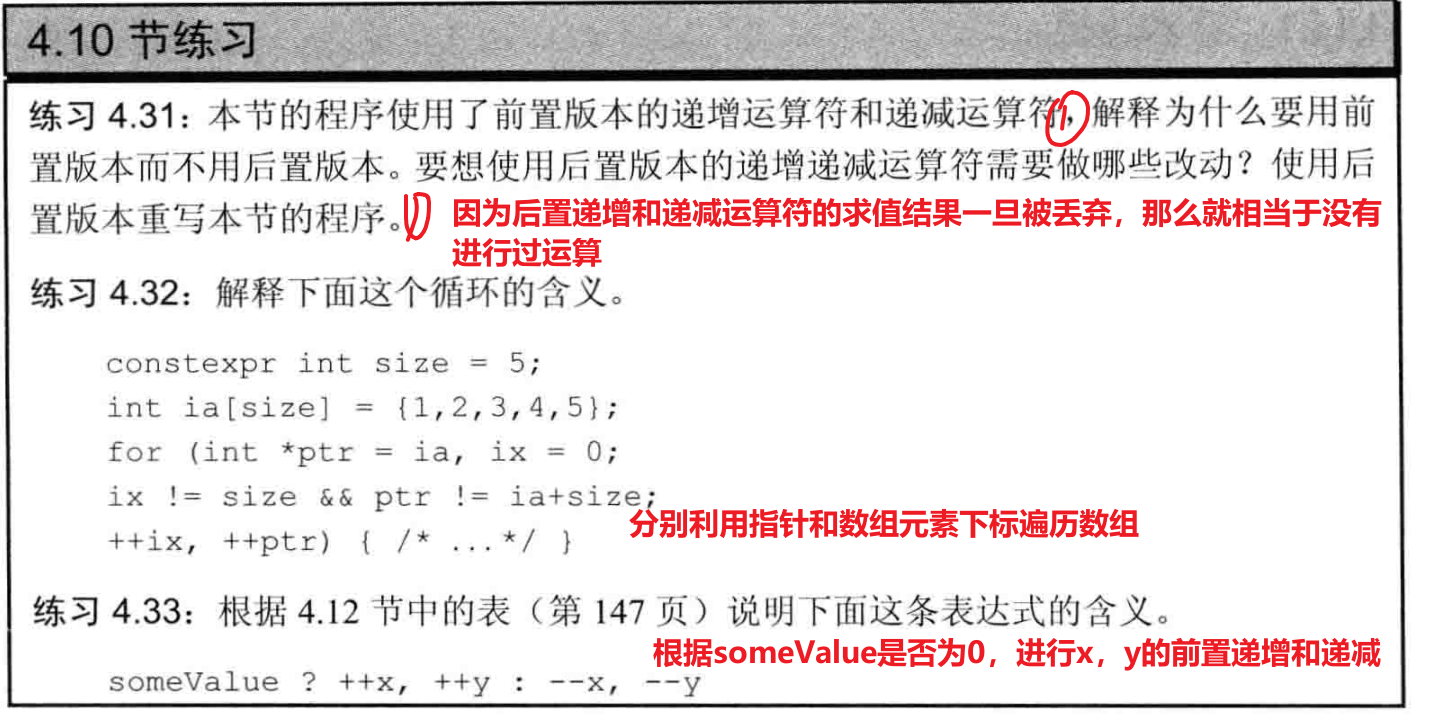 4.10 节练习
练习 4.31：本节的程序使用了前置版本的递增运算符和递减运算符，解释为什么要用前
置版本而不用后置版本。要想使用后置版本的递增递减运算符需要做哪些改动？使用后
置版本重写本节的程序。
因为后置递增和递减运算符的求值结果一旦被丢弃，那么就相当于没有
进行过运算
练习 4.32：解释下面这个循环的含义。
constexpr int size = 5;
int ia[size] = {1,2,3,4,5};
for (int *ptr = ia, ix = 0;
ix != size && ptr != ia+size;
++ix, ++ptr) { /* ...*/ }
分别利用指针和数组元素下标遍历数组
练习 4.33：根据 4.12 节中的表（第 147 页）说明下面这条表达式的含义。
根据someValue是否为0，进行x，y的前置递增和递减
someValue ? ++x, ++y : --x, --y